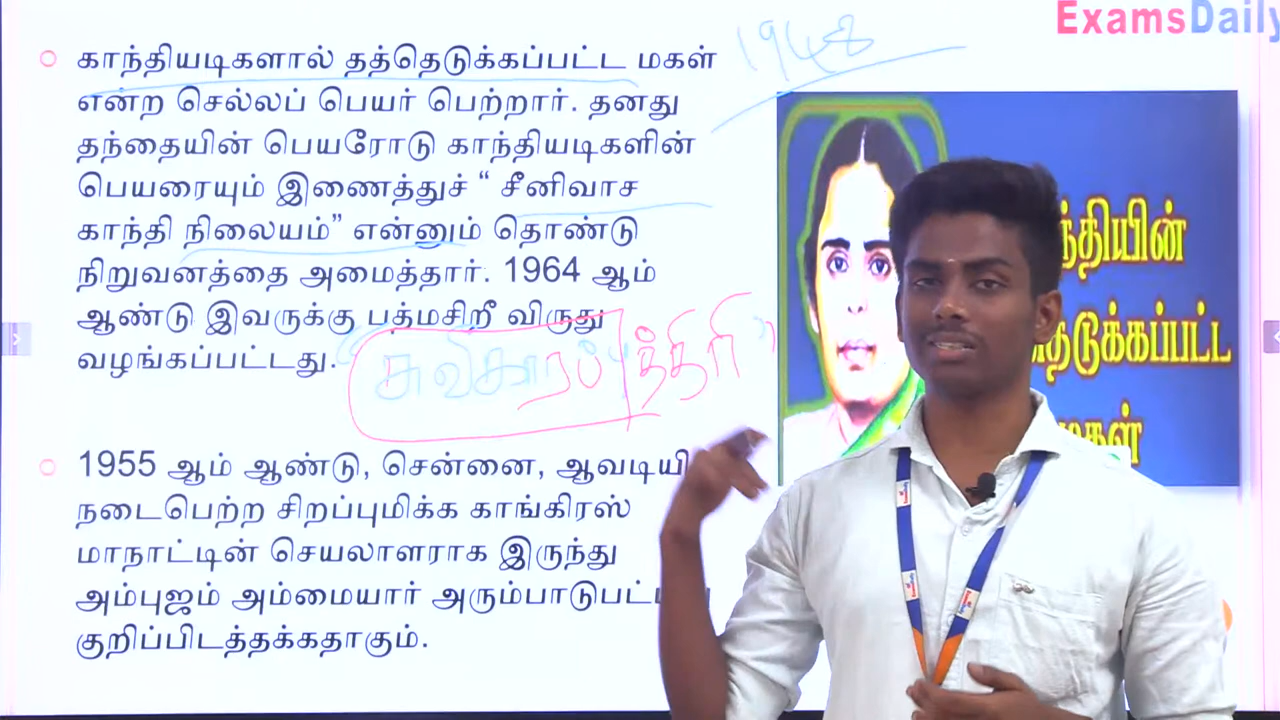 ExamsDaily
1948
காந்தியடிகளால் தத்தெடுக்கப்பட்ட மகள்
என்ற செல்லப் பெயர் பெற்றார். தனது
தந்தையின் பெயரோடு காந்தியடிகளின்
பெயரையும் இணைத்துச் “ சீனிவாச
காந்தி நிலையம்” என்னும் தொண்டு
நிறுவனத்தை அமைத்தார். 1964 ஆம்
ஆண்டு இவருக்கு பத்மசிறீ விருது
வழங்கப்பட்டது.
1955 ஆம் ஆண்டு, சென்னை, ஆவடியி
நடைபெற்ற சிறப்புமிக்க காங்கிரஸ்
மாநாட்டின் செயலாளராக இருந்து
அம்புஜம் அம்மையார் அரும்பாடுபட்
குறிப்பிடத்தக்கதாகும்.
ந்தியின்
தெடுக்கப்பட்ட
மகள்